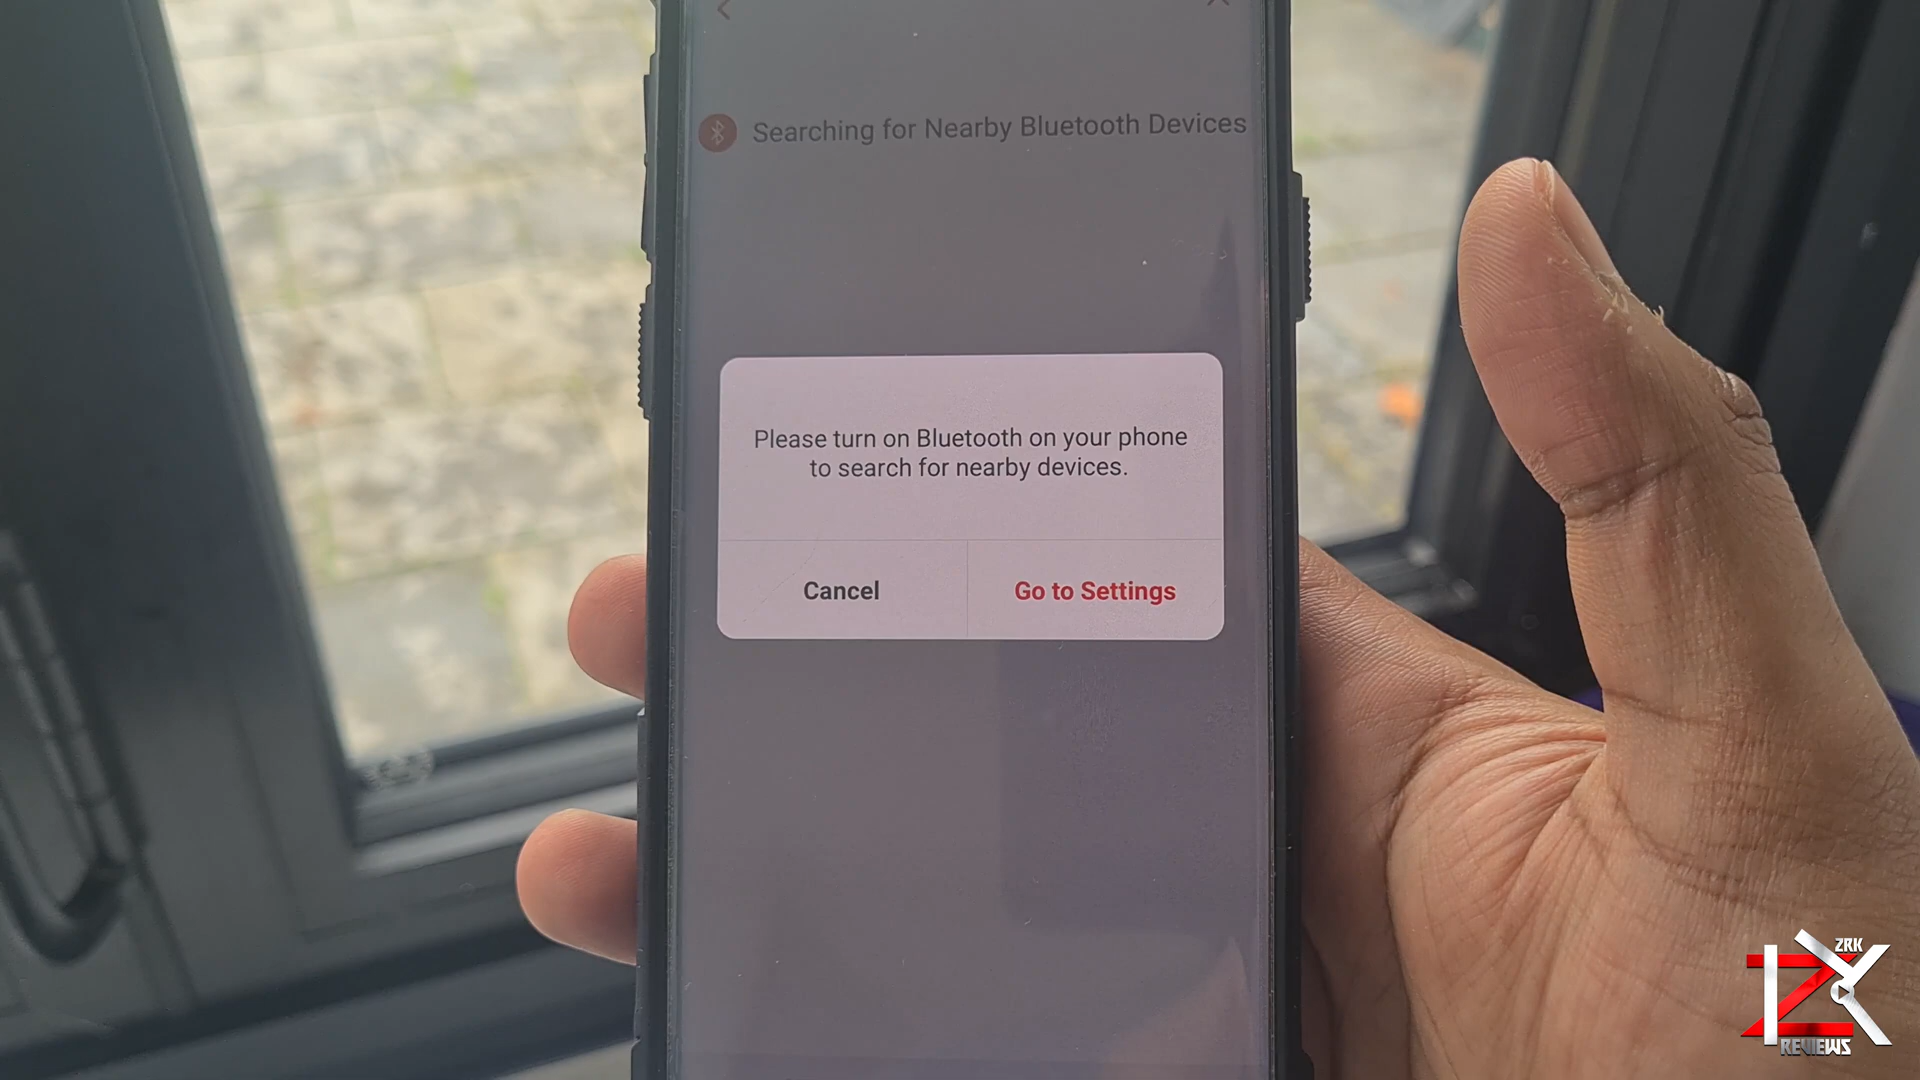 Searching for Nearby Bluetooth Devices
Please turn on Bluetooth on your phone
to search for nearby devices.
Cancel
Go to Settings
ZRK
REVIEWS